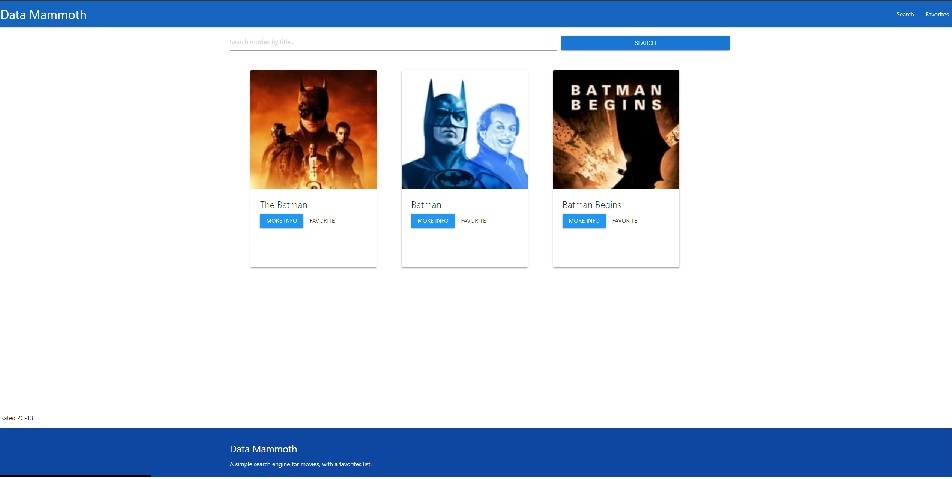 Data Mammoth
Search Favorites
Search movies by title...
SEARCH
BATMAN
BEGINS
The Batman
MORE INFO FAVORITE
Batman
MORE INFO FAVORITE
Batman Begins
MORE INFO FAVORITE
Data Mammoth
A simple search engine for movies, with a favorites list.